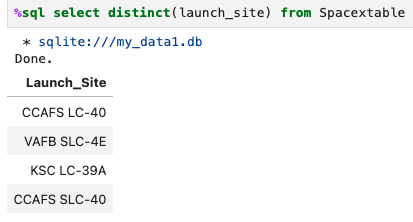 %sql select distinct(launch_site) from Spacextable
* sqlite:///my_data1.db
Done.
Launch_Site
CCAFS LC-40
VAFB SLC-4E
KSC LC-39A
CCAFS SLC-40